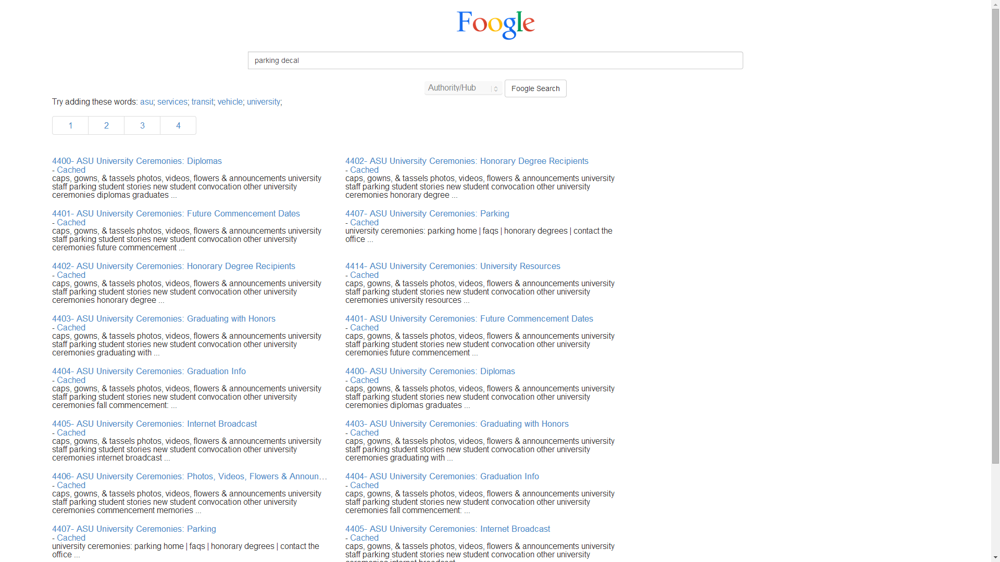 Foogle
parking decal
Authority/Hub
Foogle Search
Try adding these words: asu; services; transit; vehicle; university;
1 2 3 4
4400- ASU University Ceremonies: Diplomas
- Cached
caps, gowns, & tassels photos, videos, flowers & announcements university
staff parking student stories new student convocation other university
ceremonies diplomas graduates ...
4401- ASU University Ceremonies: Future Commencement Dates
- Cached
caps, gowns, & tassels photos, videos, flowers & announcements university
staff parking student stories new student convocation other university
ceremonies future commencement ...
4402- ASU University Ceremonies: Honorary Degree Recipients
- Cached
caps, gowns, & tassels photos, videos, flowers & announcements university
staff parking student stories new student convocation other university
ceremonies honorary degree ...
4403- ASU University Ceremonies: Graduating with Honors
- Cached
caps, gowns, & tassels photos, videos, flowers & announcements university
staff parking student stories new student convocation other university
ceremonies graduating with ...
4404- ASU University Ceremonies: Graduation Info
- Cached
caps, gowns, & tassels photos, videos, flowers & announcements university
staff parking student stories new student convocation other university
ceremonies fall commencement: ...
4405- ASU University Ceremonies: Internet Broadcast
- Cached
caps, gowns, & tassels photos, videos, flowers & announcements university
staff parking student stories new student convocation other university
ceremonies internet broadcast ...
4406- ASU University Ceremonies: Photos, Videos, Flowers & Announ…
- Cached
caps, gowns, & tassels photos, videos, flowers & announcements university
staff parking student stories new student convocation other university
ceremonies commencement memories ...
4407- ASU University Ceremonies: Parking
- Cached
university ceremonies: parking home | faqs | honorary degrees | contact the
office ...
4402- ASU University Ceremonies: Honorary Degree Recipients
- Cached
caps, gowns, & tassels photos, videos, flowers & announcements university
staff parking student stories new student convocation other university
ceremonies honorary degree ...
4407- ASU University Ceremonies: Parking
- Cached
university ceremonies: parking home | faqs | honorary degrees | contact the
office ...
4414- ASU University Ceremonies: University Resources
- Cached
caps, gowns, & tassels photos, videos, flowers & announcements university
staff parking student stories new student convocation other university
ceremonies university resources ...
4401- ASU University Ceremonies: Future Commencement Dates
- Cached
caps, gowns, & tassels photos, videos, flowers & announcements university
staff parking student stories new student convocation other university
ceremonies future commencement ...
4400- ASU University Ceremonies: Diplomas
- Cached
caps, gowns, & tassels photos, videos, flowers & announcements university
staff parking student stories new student convocation other university
ceremonies diplomas graduates ...
4403- ASU University Ceremonies: Graduating with Honors
- Cached
caps, gowns, & tassels photos, videos, flowers & announcements university
staff parking student stories new student convocation other university
ceremonies graduating with ...
4404- ASU University Ceremonies: Graduation Info
- Cached
caps, gowns, & tassels photos, videos, flowers & announcements university
staff parking student stories new student convocation other university
ceremonies fall commencement: ...
4405- ASU University Ceremonies: Internet Broadcast
- Cached
caps, gowns, & tassels photos, videos, flowers & announcements university
staff parking student stories new student convocation other university